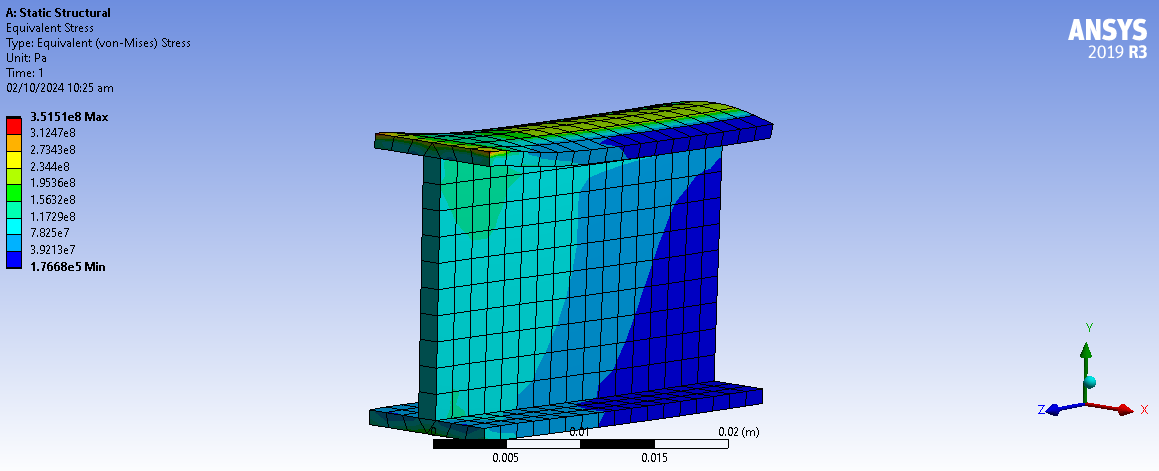 A: Static Structural
Equivalent Stress
Type: Equivalent (von-Mises) Stress
Unit: Pa
Time: 1
02/10/2024 10:25 am
3.5151e8 Max
3.1247e8
2.7343e8
2.344e8
1.9536e8
1.5632e8
1.1729e8
7.825e7
3.9213e7
1.7668e5 Min
ANSYS
2019 R3
Y
Z
X
0.01
0.02 (m)
0.005
0.015